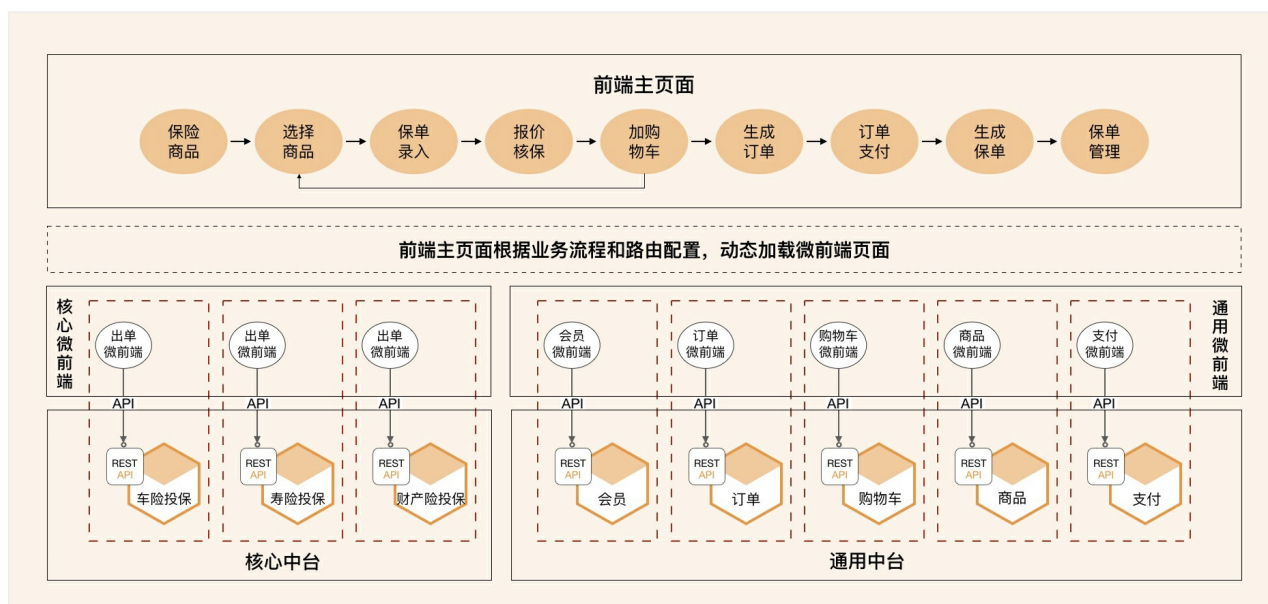 前端主页面
保险
商品
选择
商品
保单
录入
报价
核保
加购
物车
生成
订单
订单
支付
生成
保单
保单
管理
前端主页面根据业务流程和路由配置，动态加载微前端页面
核心微前端
出单
微前端
出单
微前端
出单
微前端
会员
微前端
订单
微前端
购物车
微前端
商品
微前端
支付
微前端
通用微前端
API
API
API
API
API
API
API
API
REST
API
车险投保
REST
API
寿险投保
REST
API
财产险投保
REST
API
会员
REST
API
订单
REST
API
购物车
REST
API
商品
REST
API
支付
核心中台
通用中台